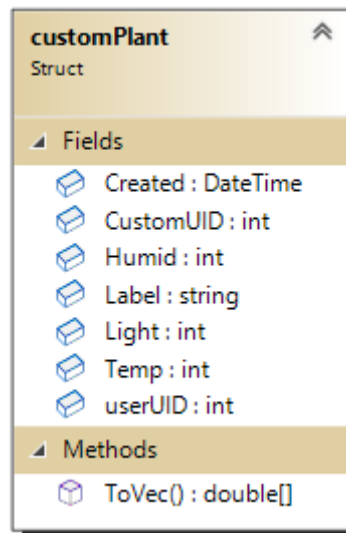 customPlant
Struct
Fields
Created : DateTime
CustomUID : int
Humid : int
Label : string
Light : int
Temp : int
userUID : int
Methods
ToVec() : double[]